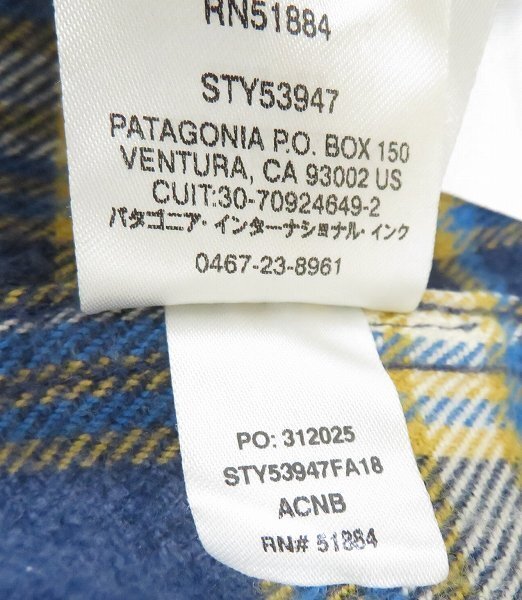 RN51884
STY53947
PATAGONIA P.O. BOX 150
VENTURA, CA 93002 US
CUIT:30-70924649-2
パタゴニア・インターナショナル・インク
0467-23-8961
PO: 312025
STY53947FA18
ACNB
RN# 51884